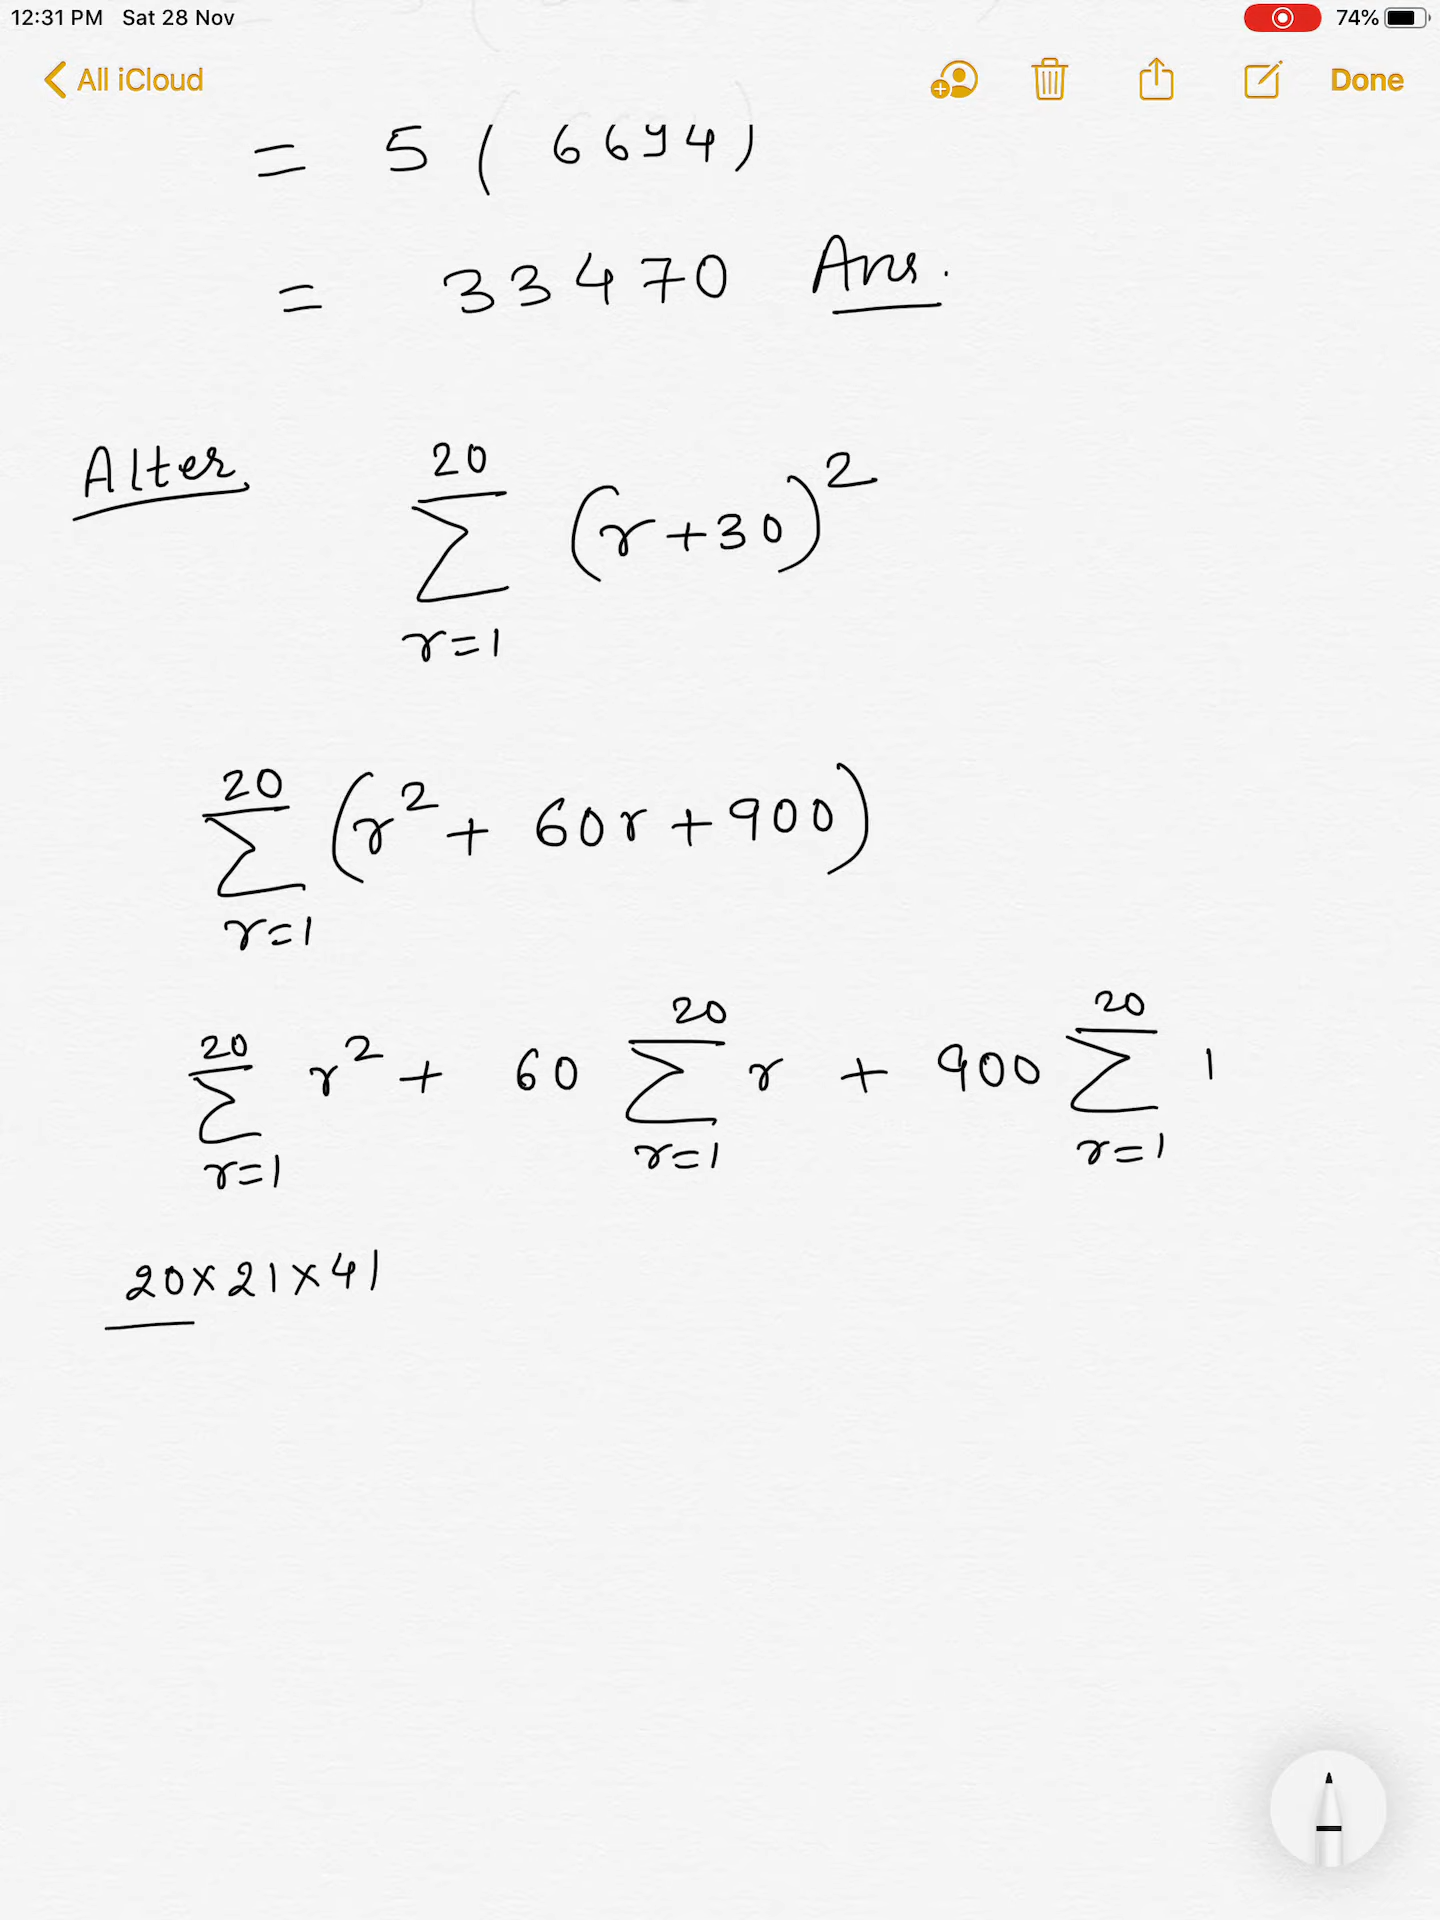 12:31 PM Sat 28 Nov 74%
All iCloud Done
= 5 ( 6694 )
= 33470 Ans.
Alter
20
∑ (r+30)²
r=1
20
∑ (r² + 60r + 900)
r=1
20 20 20
∑ r² + 60 ∑ r + 900 ∑ 1
r=1 r=1 r=1
20×21×41